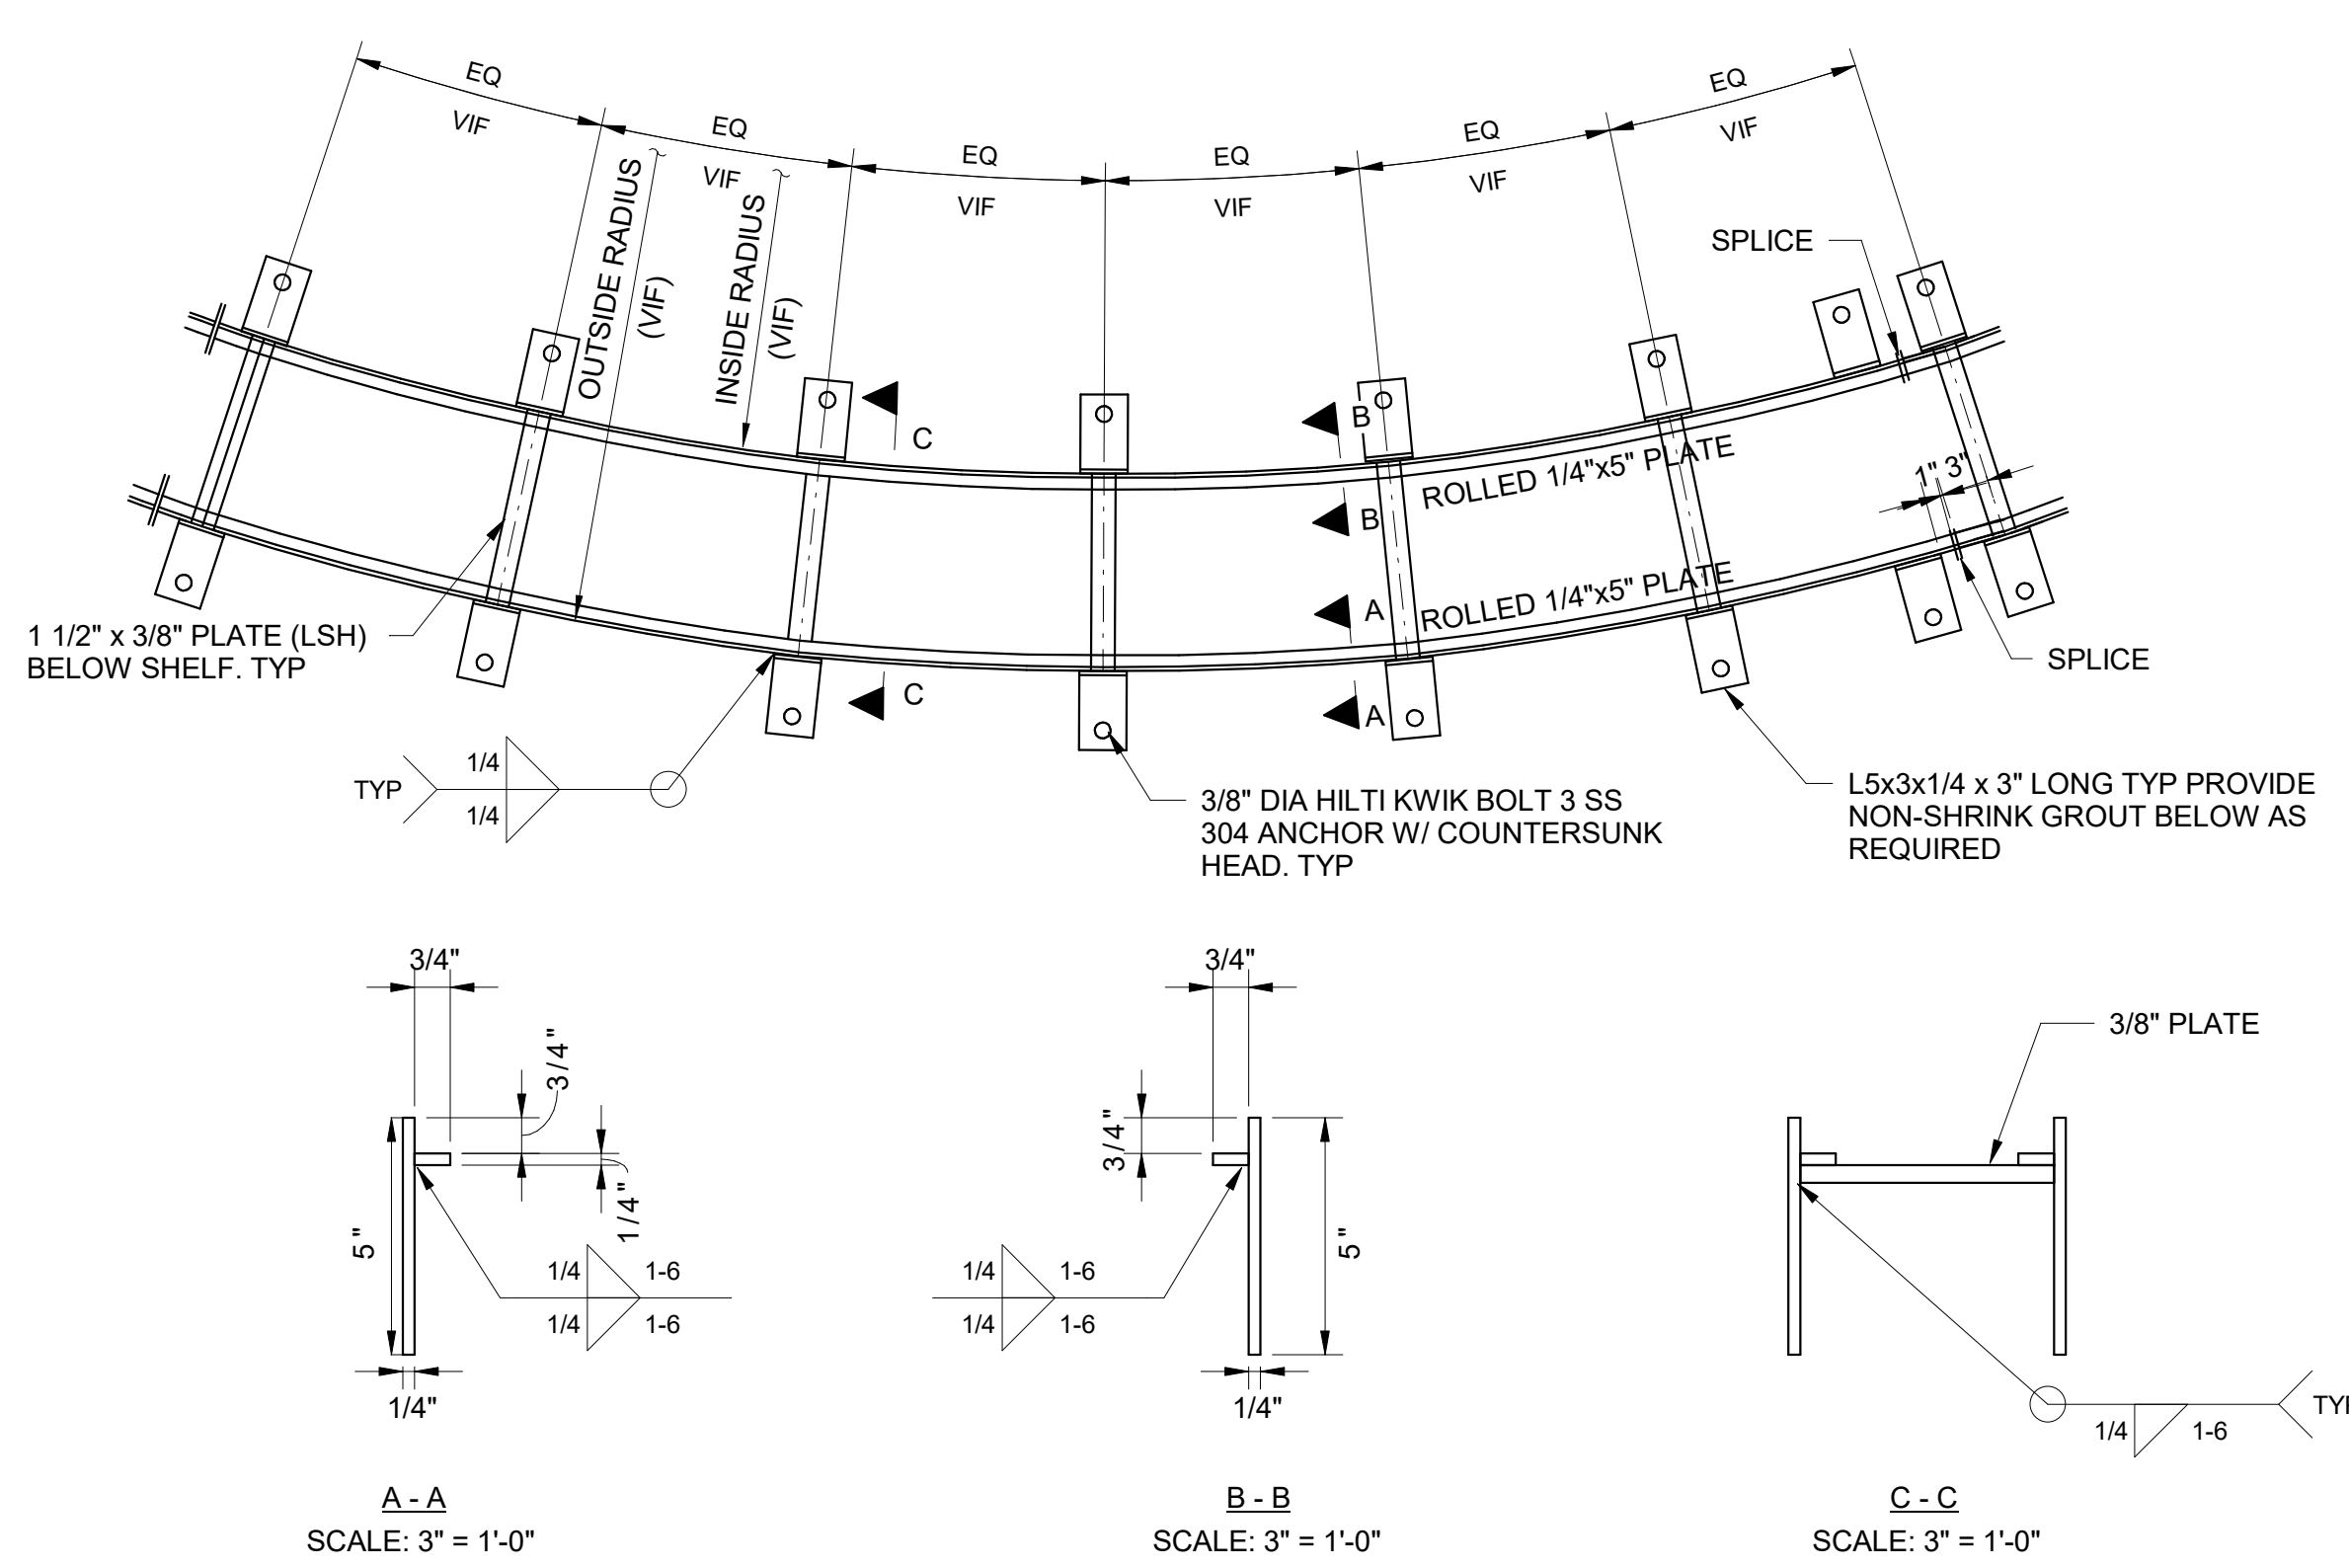 EQ
VIF
EQ
VIF
EQ
VIF
EQ
VIF
EQ
VIF
EQ
VIF
OUTSIDE RADIUS
(VIF)
INSIDE RADIUS
(VIF)
SPLICE
C
B
ROLLED 1/4"x5" PLATE
1" 3"
B
ROLLED 1/4"x5" PLATE
A
1 1/2" x 3/8" PLATE (LSH)
BELOW SHELF. TYP
SPLICE
C
A
TYP
1/4
1/4
3/8" DIA HILTI KWIK BOLT 3 SS
304 ANCHOR W/ COUNTERSUNK
HEAD. TYP
L5x3x1/4 x 3" LONG TYP PROVIDE
NON-SHRINK GROUT BELOW AS
REQUIRED
3/4"
3/4"
5"
1/4"
1/4 1-6
1/4 1-6
1/4"
A - A
SCALE: 3" = 1'-0"
3/4"
3/4"
5"
1/4 1-6
1/4 1-6
1/4"
B - B
SCALE: 3" = 1'-0"
3/8" PLATE
1/4 1-6
C - C
SCALE: 3" = 1'-0"